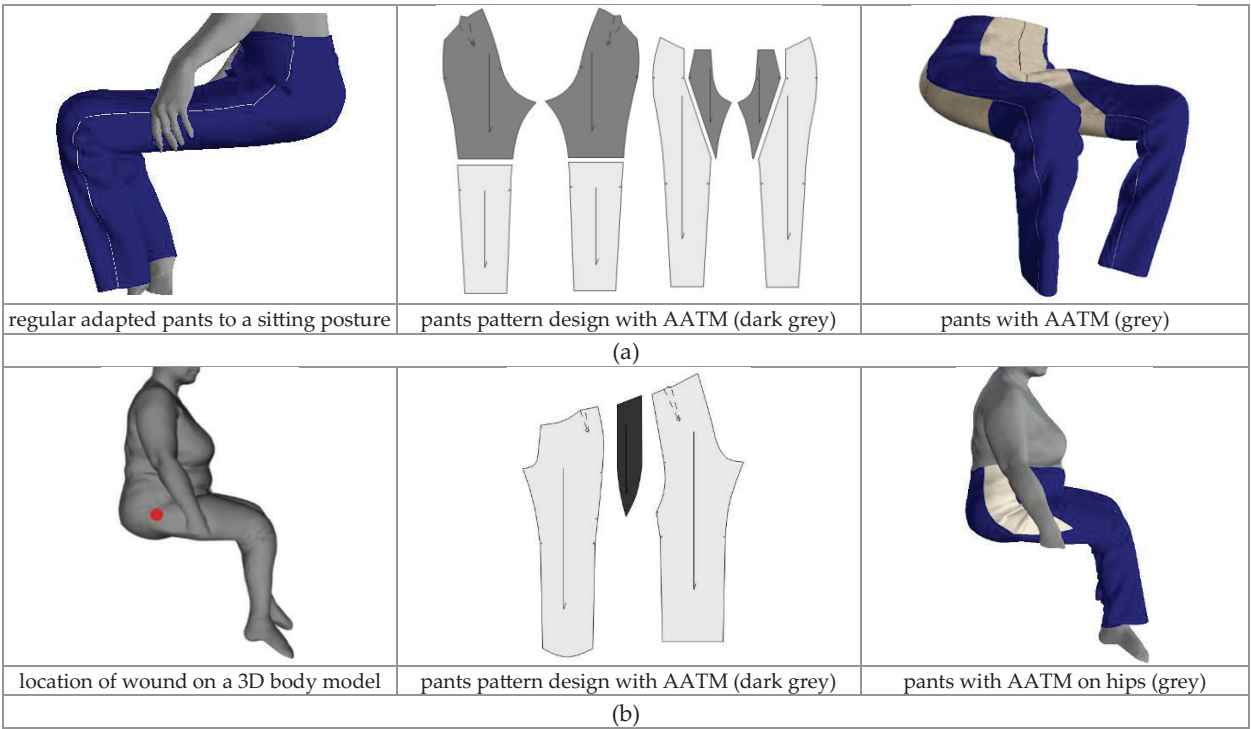 regular adapted pants to a sitting posture
pants pattern design with AATM (dark grey)
pants with AATM (grey)
(a)
location of wound on a 3D body model
pants pattern design with AATM (dark grey)
pants with AATM on hips (grey)
(b)